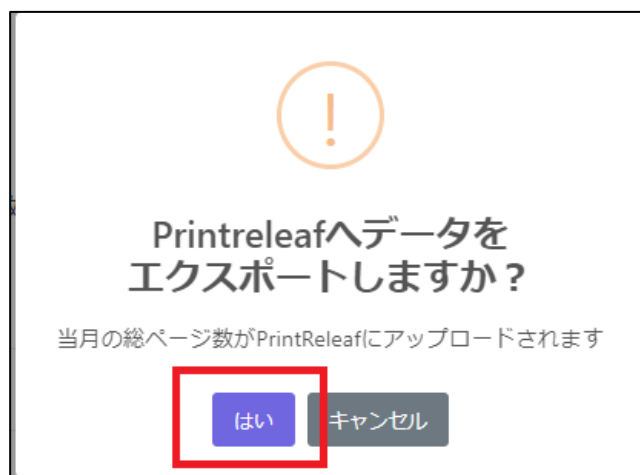 !
Printreleafへデータを
エクスポートしますか？
当月の総ページ数がPrintReleafにアップロードされます
はい
キャンセル